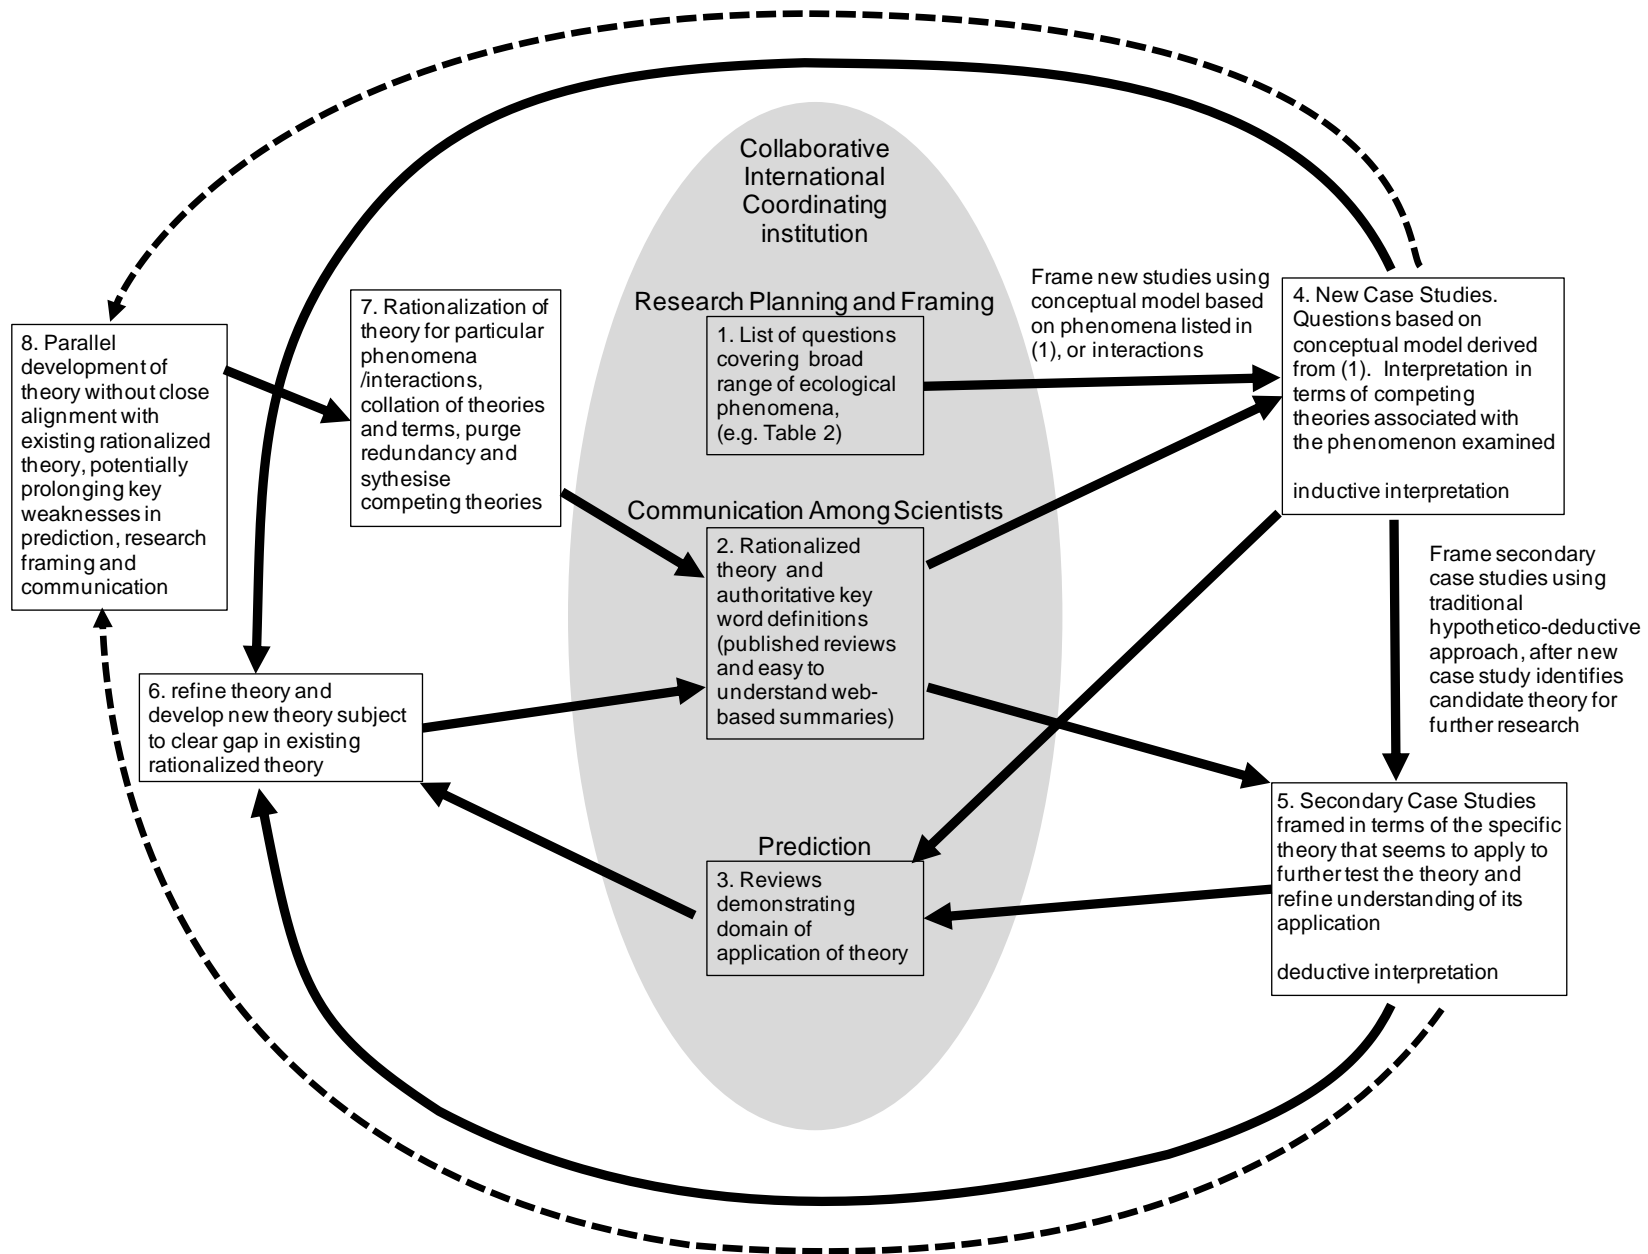 Collaborative
International
Coordinating
institution
Research Planning and Framing
1. List of questions
covering broad
range of ecological
phenomena,
(e.g. Table 2)
Communication Among Scientists
2. Rationalized
theory and
authoritative key
word definitions
(published reviews
and easy to
understand web-
based summaries)
Prediction
3. Reviews
demonstrating
domain of
application of theory
Frame new studies using
conceptual model based
on phenomena listed in
(1), or interactions
4. New Case Studies.
Questions based on
conceptual model derived
from (1). Interpretation in
terms of competing
theories associated with
the phenomenon examined
inductive interpretation
Frame secondary
case studies using
traditional
hypothetico-deductive
approach, after new
case study identifies
candidate theory for
further research
5. Secondary Case Studies
framed in terms of the specific
theory that seems to apply to
further test the theory and
refine understanding of its
application
deductive interpretation
6. refine theory and
develop new theory subject
to clear gap in existing
rationalized theory
7. Rationalization of
theory for particular
phenomena
/interactions,
collation of theories
and terms, purge
redundancy and
sythesise
competing theories
8. Parallel
development of
theory without close
alignment with
existing rationalized
theory, potentially
prolonging key
weaknesses in
prediction, research
framing and
communication